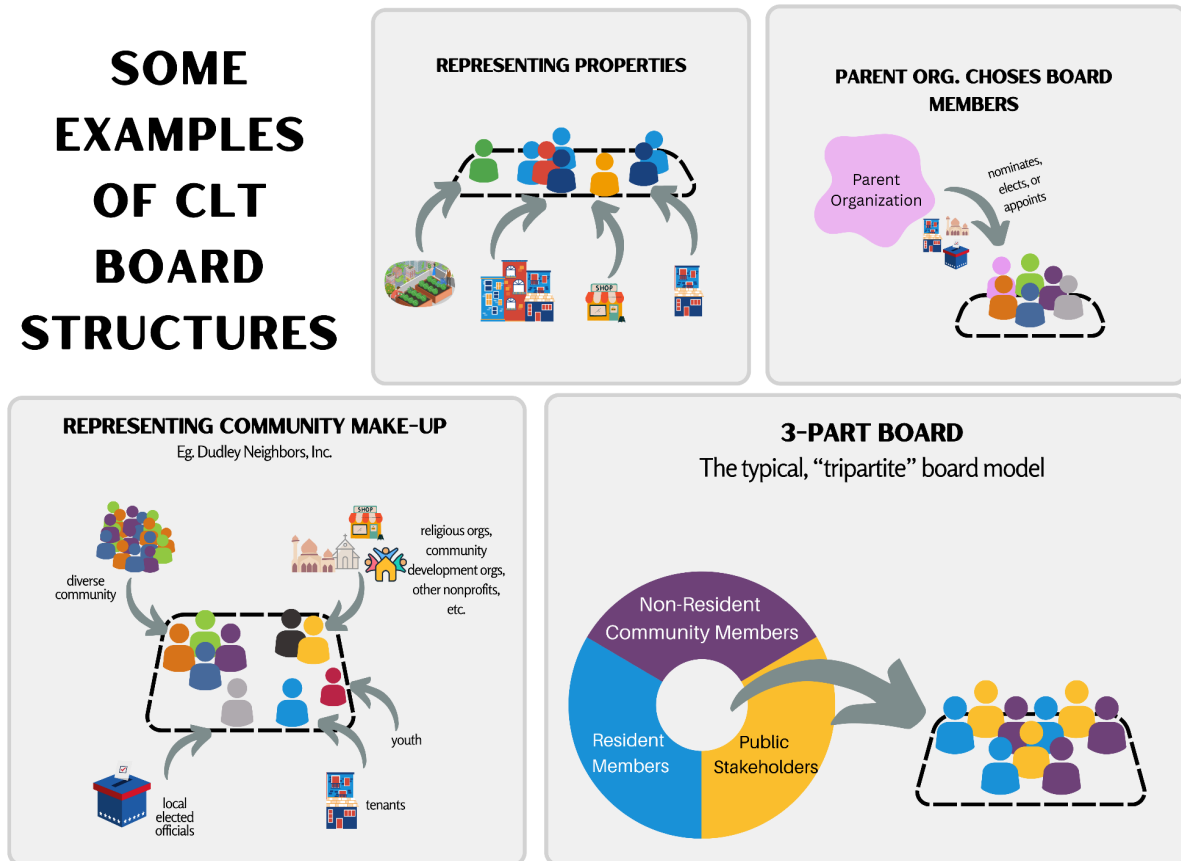 SOME
EXAMPLES
OF CLT
BOARD
STRUCTURES
REPRESENTING PROPERTIES
SHOP
PARENT ORG. CHOSES BOARD
MEMBERS
Parent
Organization
nominates,
elects, or
appoints
REPRESENTING COMMUNITY MAKE-UP
Eg. Dudley Neighbors, Inc.
diverse
community
SHOP
religious orgs,
community
development orgs,
other nonprofits,
etc.
youth
tenants
local
elected
officials
3-PART BOARD
The typical, “tripartite” board model
Non-Resident
Community Members
Resident
Members
Public
Stakeholders